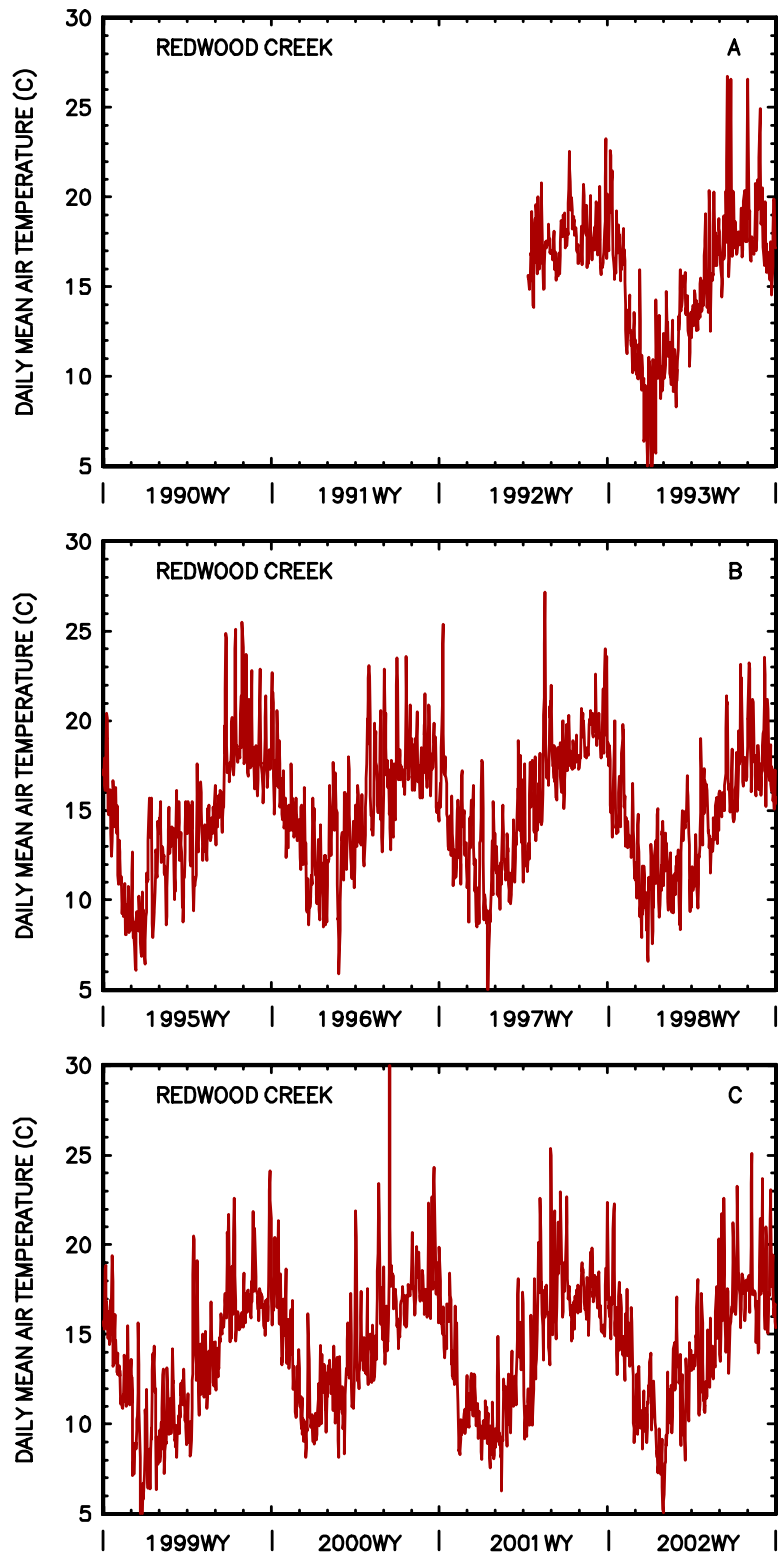 REDWOOD CREEK A
DAILY MEAN AIR TEMPERATURE (C)
30
25
20
15
10
5
1990WY 1991WY 1992WY 1993WY
REDWOOD CREEK B
DAILY MEAN AIR TEMPERATURE (C)
30
25
20
15
10
5
1995WY 1996WY 1997WY 1998WY
REDWOOD CREEK C
DAILY MEAN AIR TEMPERATURE (C)
30
25
20
15
10
5
1999WY 2000WY 2001WY 2002WY